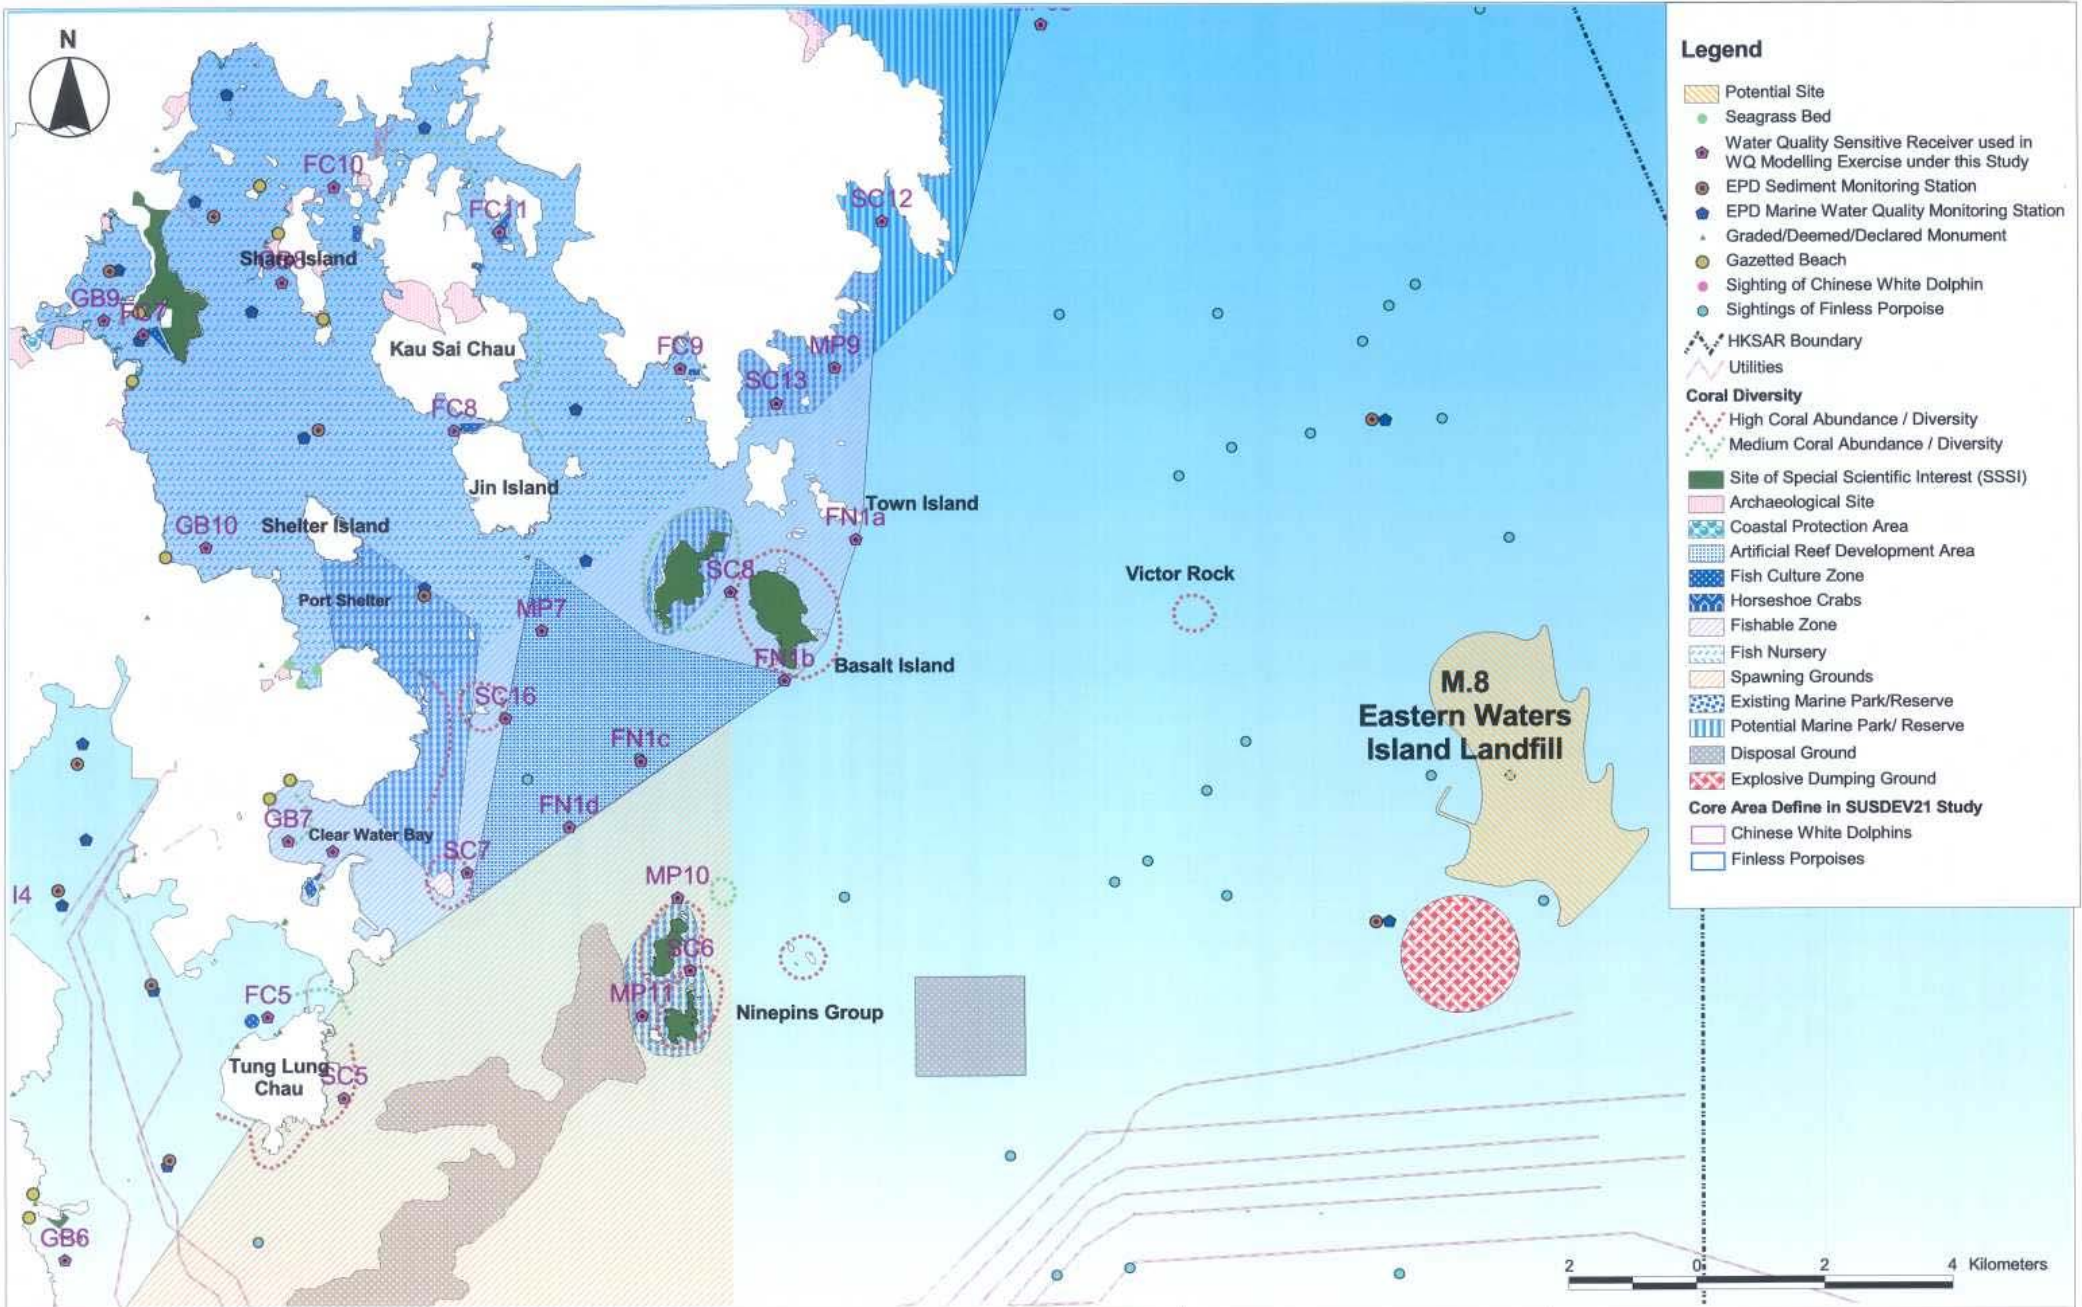 N
FC10
FC11
SC12
Sharp Island
GB9
FC7
Kau Sai Chau
FC9
MP9
SC13
FC8
Jin Island
Town Island
FN1a
GB10
Shelter Island
SC8
Victor Rock
Port Shelter
MP7
FN1b
Basalt Island
M.8
Eastern Waters
Island Landfill
SC16
FN1c
FN1d
GB7
Clear Water Bay
SC7
MP10
I4
SC6
MP11
FC5
Ninepins Group
Tung Lung
Chau
SC5
GB6
Legend
Potential Site
Seagrass Bed
Water Quality Sensitive Receiver used in
WQ Modelling Exercise under this Study
EPD Sediment Monitoring Station
EPD Marine Water Quality Monitoring Station
Graded/Deemed/Declared Monument
Gazetted Beach
Sighting of Chinese White Dolphin
Sightings of Finless Porpoise
HKSAR Boundary
Utilities
Coral Diversity
High Coral Abundance / Diversity
Medium Coral Abundance / Diversity
Site of Special Scientific Interest (SSSI)
Archaeological Site
Coastal Protection Area
Artificial Reef Development Area
Fish Culture Zone
Horseshoe Crabs
Fishable Zone
Fish Nursery
Spawning Grounds
Existing Marine Park/Reserve
Potential Marine Park/ Reserve
Disposal Ground
Explosive Dumping Ground
Core Area Define in SUSDEV21 Study
Chinese White Dolphins
Finless Porpoises
2 0 2 4 Kilometers